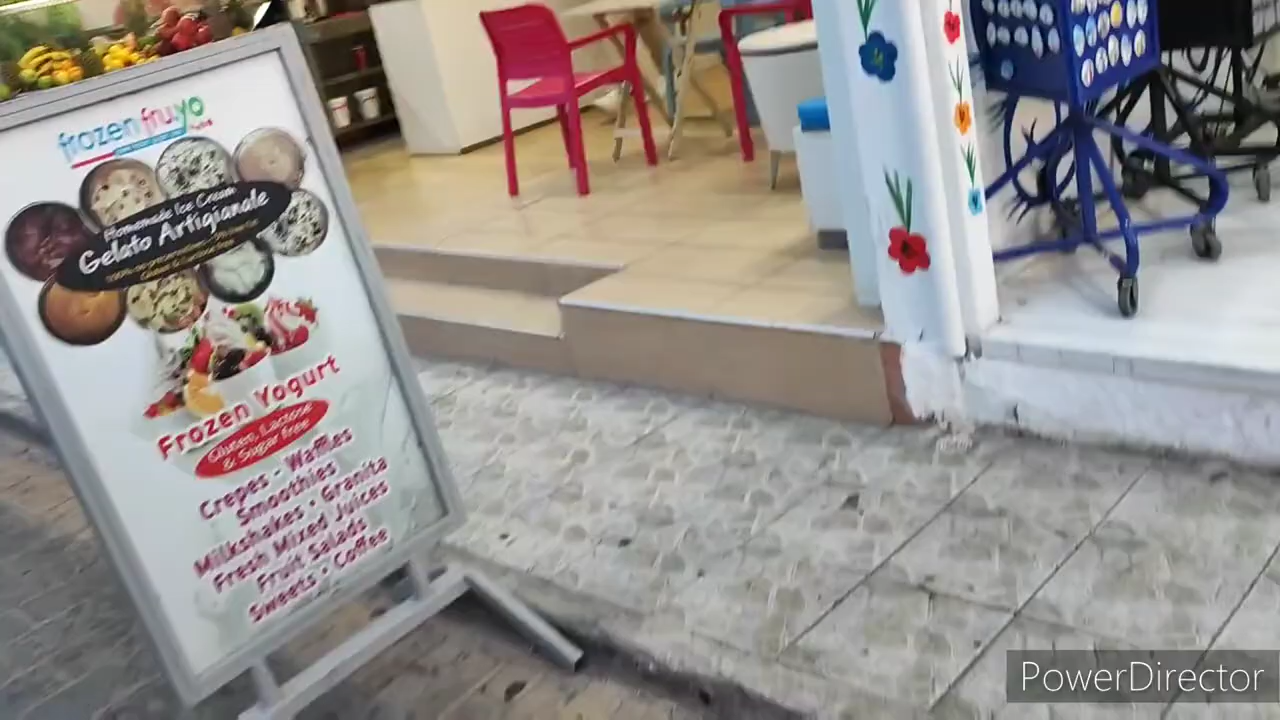 frozen fruyo
Homemade Ice Cream
Gelato Artigianale
Frozen Yogurt
Gluten, Lactose
& Sugar free
Crepes - Waffles
Smoothies
Milkshakes • Granita
Fresh Mixed Juices
Fruit Salads
Sweets • Coffee
PowerDirector